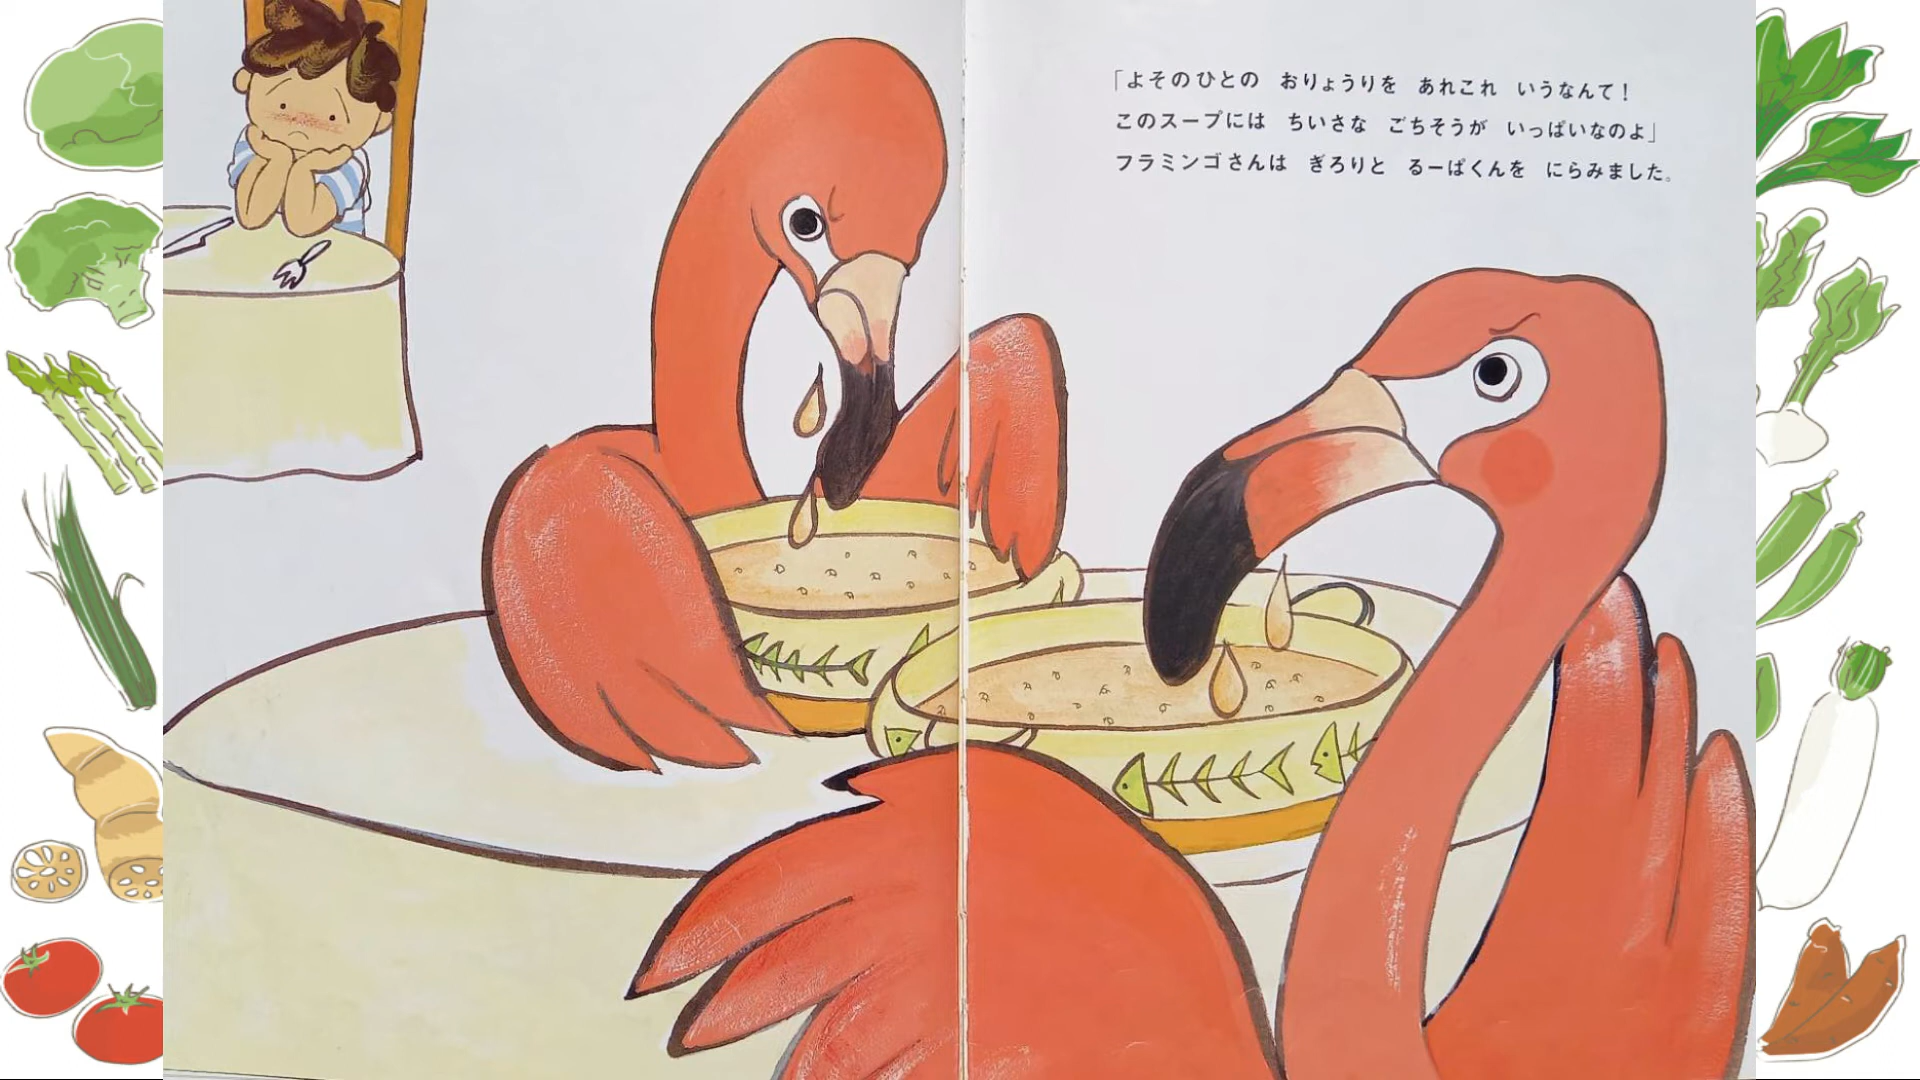 「よそのひとの　おりょうりを　あれこれ　いうなんて！
このスープには　ちいさな　ごちそうが　いっぱいなのよ」
フラミンゴさんは　ぎろりと　るーぱくんを　にらみました。